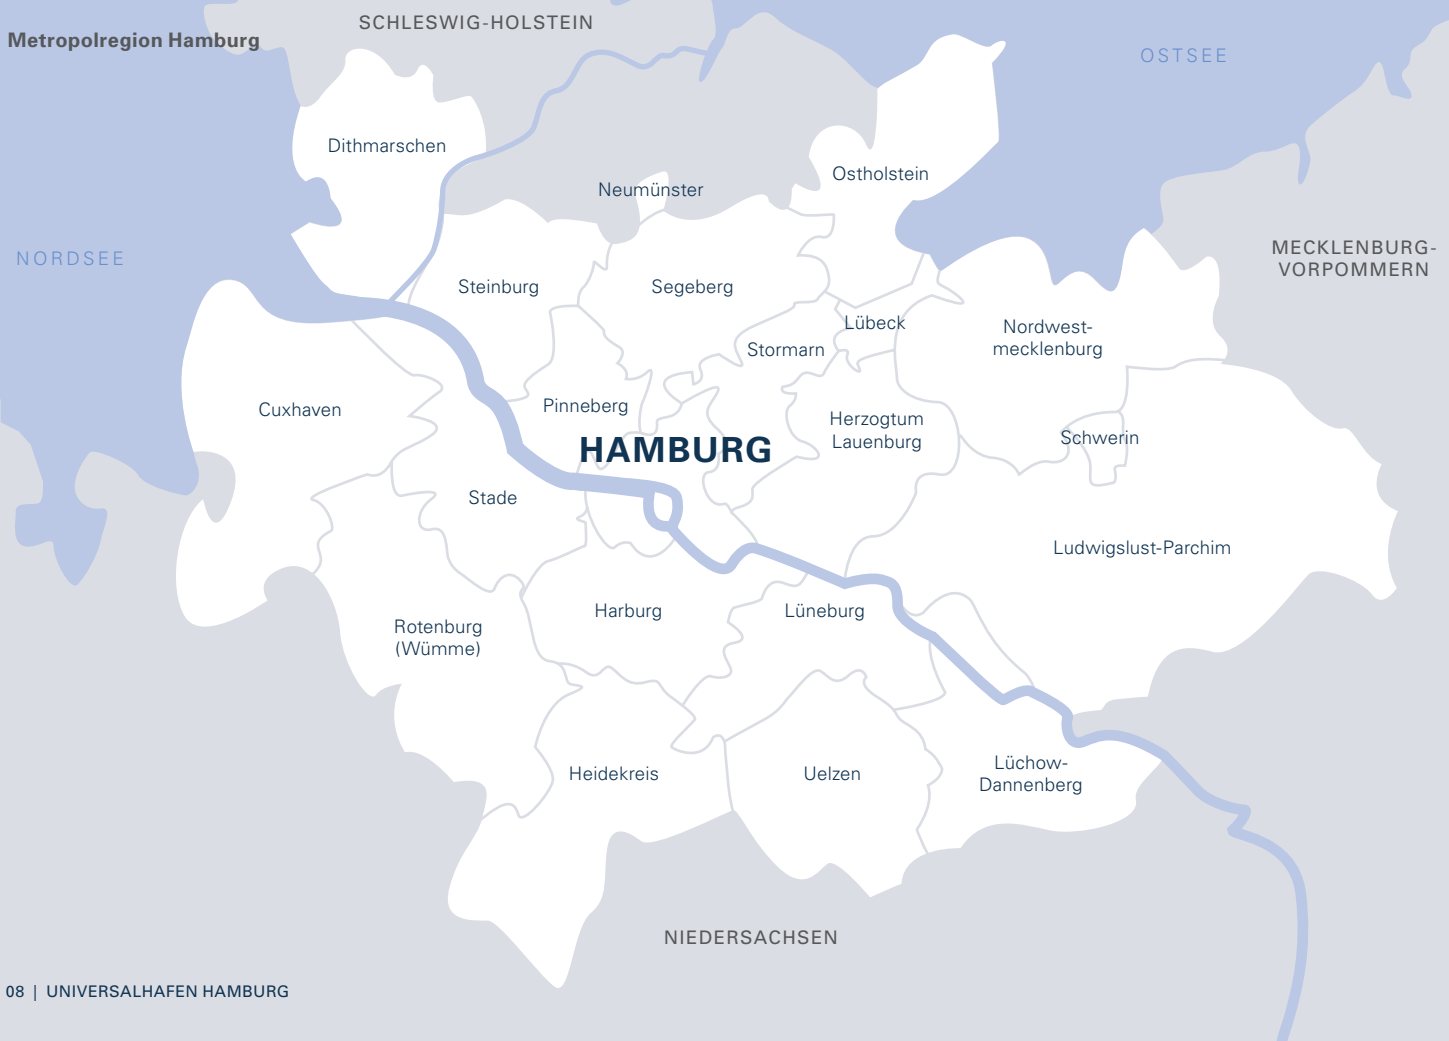 SCHLESWIG-HOLSTEIN
Metropolregion Hamburg
OSTSEE
Dithmarschen
Ostholstein
Neumünster
NORDSEE
MECKLENBURG-
VORPOMMERN
Steinburg
Segeberg
Lübeck
Nordwest-
mecklenburg
Stormarn
Cuxhaven
Pinneberg
Herzogtum
Lauenburg
Schwerin
HAMBURG
Stade
Ludwigslust-Parchim
Harburg
Lüneburg
Rotenburg
(Wümme)
Heidekreis
Uelzen
Lüchow-
Dannenberg
NIEDERSACHSEN
08 | UNIVERSALHAFEN HAMBURG